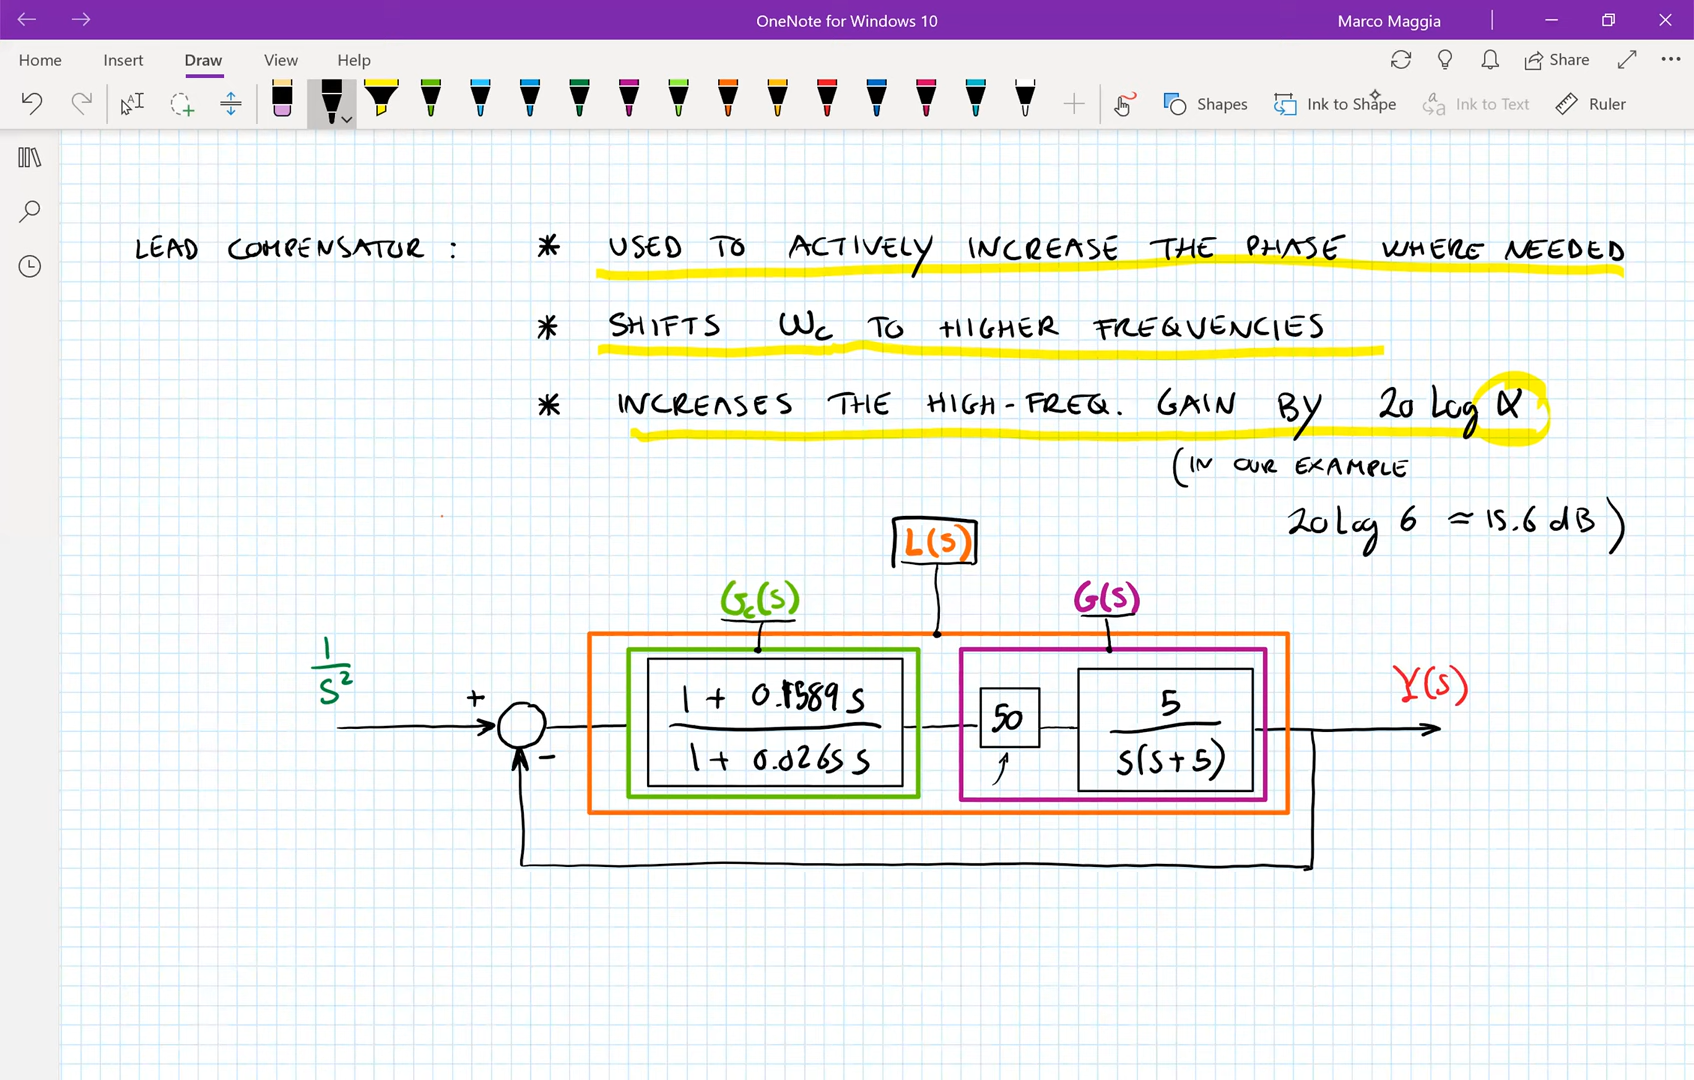 OneNote for Windows 10
Marco Maggia
Home Insert Draw View Help
Share
Shapes
Ink to Shape
Ink to Text
Ruler
LEAD COMPENSATOR : * USED TO ACTIVELY INCREASE THE PHASE WHERE NEEDED
* SHIFTS Wc TO HIGHER FREQUENCIES
* INCREASES THE HIGH-FREQ. GAIN BY 20 Log α
(IN OUR EXAMPLE
20 Log 6 ≈ 15.6 dB)
L(s)
Gc(s)
G(s)
1
s²
+
-
1 + 0.1589 s
1 + 0.0265 s
50
5
s(s+5)
Y(s)